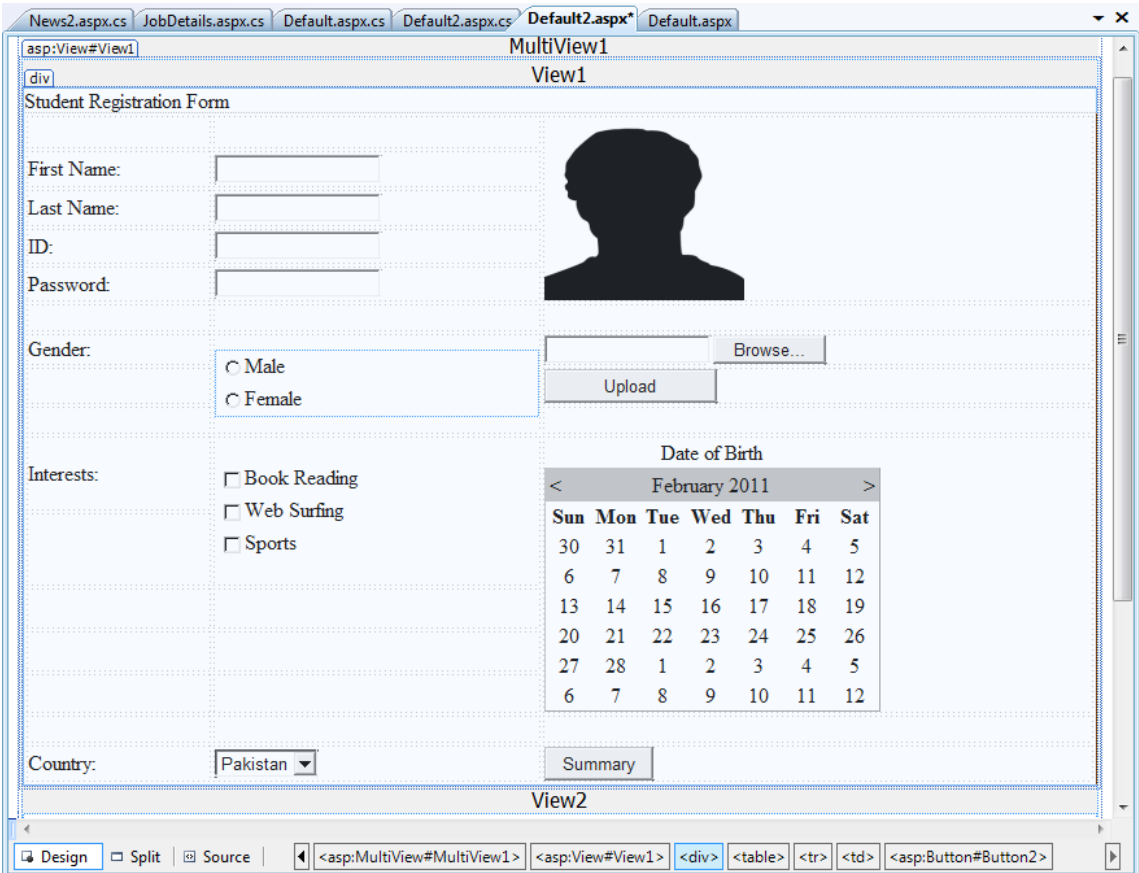 News2.aspx.cs JobDetails.aspx.cs Default.aspx.cs Default2.aspx.cs Default2.aspx* Default.aspx
asp:View#View1 MultiView1
div View1
Student Registration Form
First Name:
Last Name:
ID:
Password:
Gender: Browse...
Male
Upload
Female
Date of Birth
Interests: Book Reading
< February 2011 >
Web Surfing
Sun Mon Tue Wed Thu Fri Sat
Sports
30 31 1 2 3 4 5
6 7 8 9 10 11 12
13 14 15 16 17 18 19
20 21 22 23 24 25 26
27 28 1 2 3 4 5
6 7 8 9 10 11 12
Country: Pakistan Summary
View2
Design Split Source <asp:MultiView#MultiView1> <asp:View#View1> <div> <table> <tr> <td> <asp:Button#Button2>